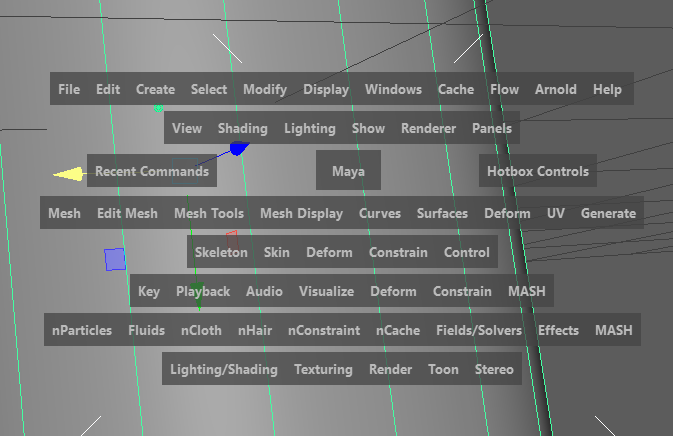 File Edit Create Select Modify Display Windows Cache Flow Arnold Help
View Shading Lighting Show Renderer Panels
Recent Commands Maya Hotbox Controls
Mesh Edit Mesh Mesh Tools Mesh Display Curves Surfaces Deform UV Generate
Skeleton Skin Deform Constrain Control
Key Playback Audio Visualize Deform Constrain MASH
nParticles Fluids nCloth nHair nConstraint nCache Fields/Solvers Effects MASH
Lighting/Shading Texturing Render Toon Stereo